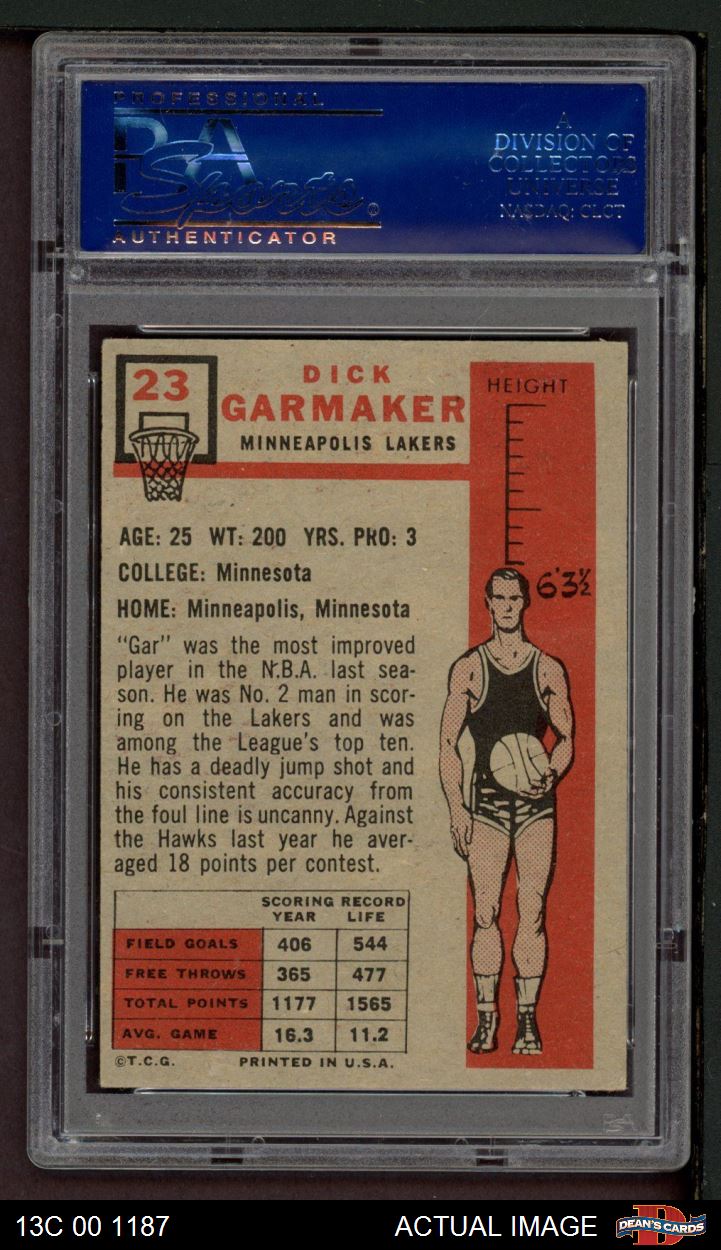 PROFESSIONAL
PSA
Sports ®
AUTHENTICATOR
A
DIVISION OF
COLLECTORS
UNIVERSE
NASDAQ: CLCT
23
DICK
GARMAKER
MINNEAPOLIS LAKERS
HEIGHT
6'3½
AGE: 25 WT: 200 YRS. PRO: 3
COLLEGE: Minnesota
HOME: Minneapolis, Minnesota
"Gar" was the most improved
player in the N.B.A. last sea-
son. He was No. 2 man in scor-
ing on the Lakers and was
among the League's top ten.
He has a deadly jump shot and
his consistent accuracy from
the foul line is uncanny. Against
the Hawks last year he aver-
aged 18 points per contest.
SCORING RECORD
YEAR LIFE
FIELD GOALS 406 544
FREE THROWS 365 477
TOTAL POINTS 1177 1565
AVG. GAME 16.3 11.2
©T.C.G. PRINTED IN U.S.A.
PSA
13C 00 1187 ACTUAL IMAGE DEAN'S CARDS